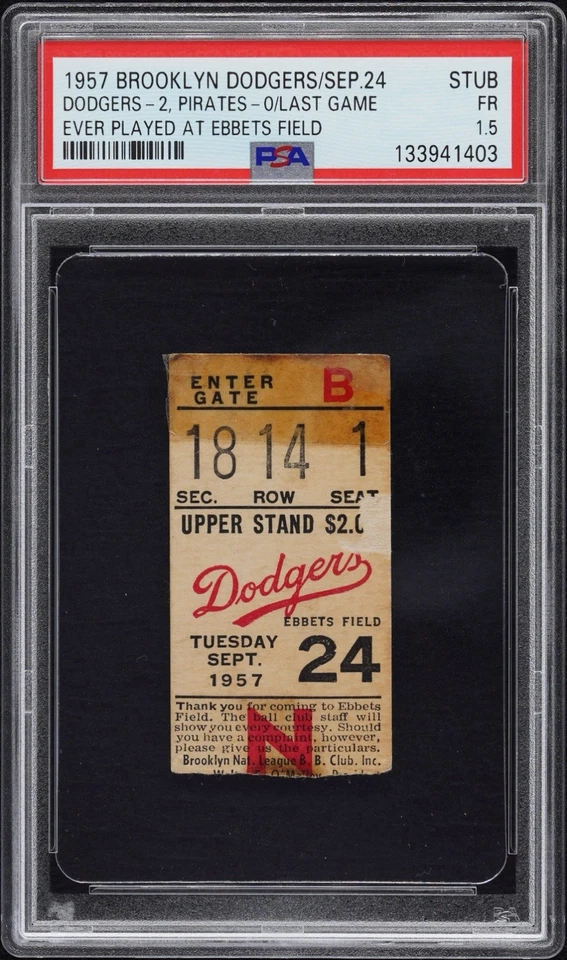 1957 BROOKLYN DODGERS/SEP.24 STUB
DODGERS-2, PIRATES-0/LAST GAME FR
EVER PLAYED AT EBBETS FIELD 1.5
PSA 133941403
ENTER GATE B
18 14 1
SEC. ROW SEAT
UPPER STAND $2.0
Dodgers
EBBETS FIELD
TUESDAY
SEPT. 24
1957
Thank you for coming to Ebbets
Field. The ball club staff will
show you every courtesy. Should
you have a complaint, however,
please give us the particulars.
Brooklyn Nat. League B. B. Club. Inc.
N